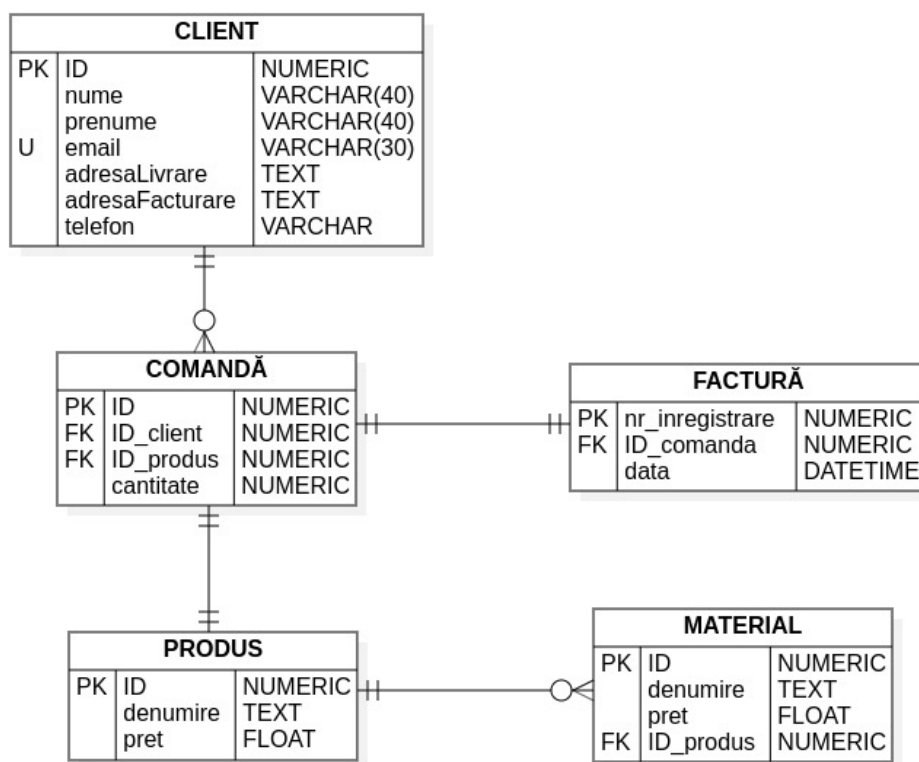 CLIENT
PK ID NUMERIC
nume VARCHAR(40)
prenume VARCHAR(40)
U email VARCHAR(30)
adresaLivrare TEXT
adresaFacturare TEXT
telefon VARCHAR
COMANDĂ
PK ID NUMERIC
FK ID_client NUMERIC
FK ID_produs NUMERIC
cantitate NUMERIC
FACTURĂ
PK nr_inregistrare NUMERIC
FK ID_comanda NUMERIC
data DATETIME
PRODUS
PK ID NUMERIC
denumire TEXT
pret FLOAT
MATERIAL
PK ID NUMERIC
denumire TEXT
pret FLOAT
FK ID_produs NUMERIC